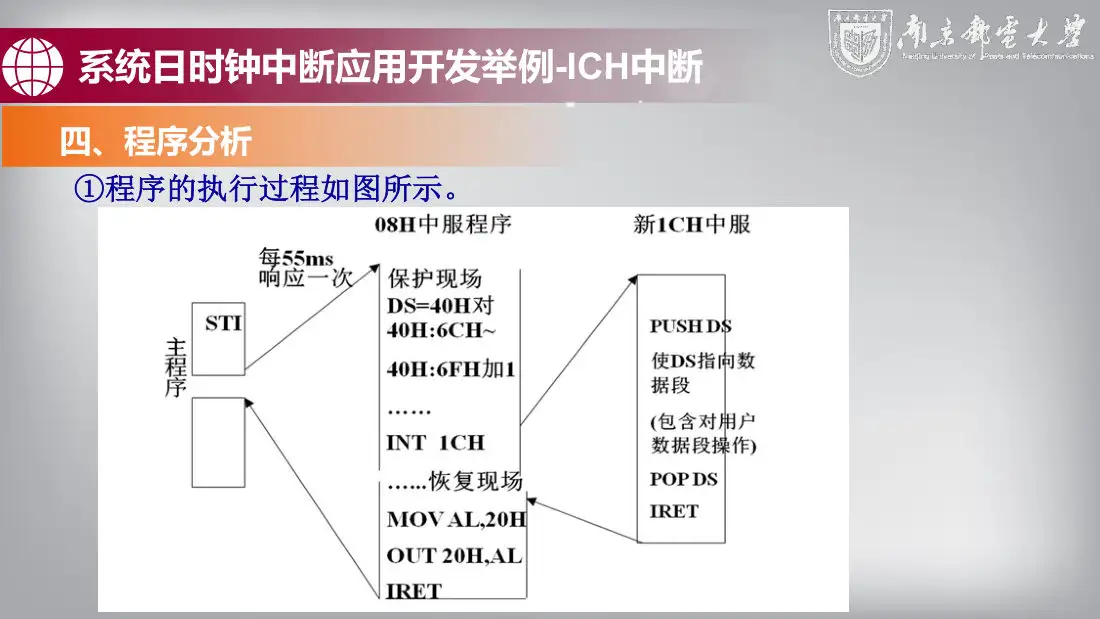 南京邮电大学
Nanjing University of Posts and Telecommunications
系统日时钟中断应用开发举例-ICH中断
四、程序分析
①程序的执行过程如图所示。
08H中服程序
新1CH中服
每55ms
响应一次
主程序
STI
保护现场
DS=40H对
40H:6CH~
40H:6FH加1
……
INT 1CH
…...恢复现场
MOV AL,20H
OUT 20H,AL
IRET
PUSH DS
使DS指向数
据段
(包含对用户
数据段操作)
POP DS
IRET